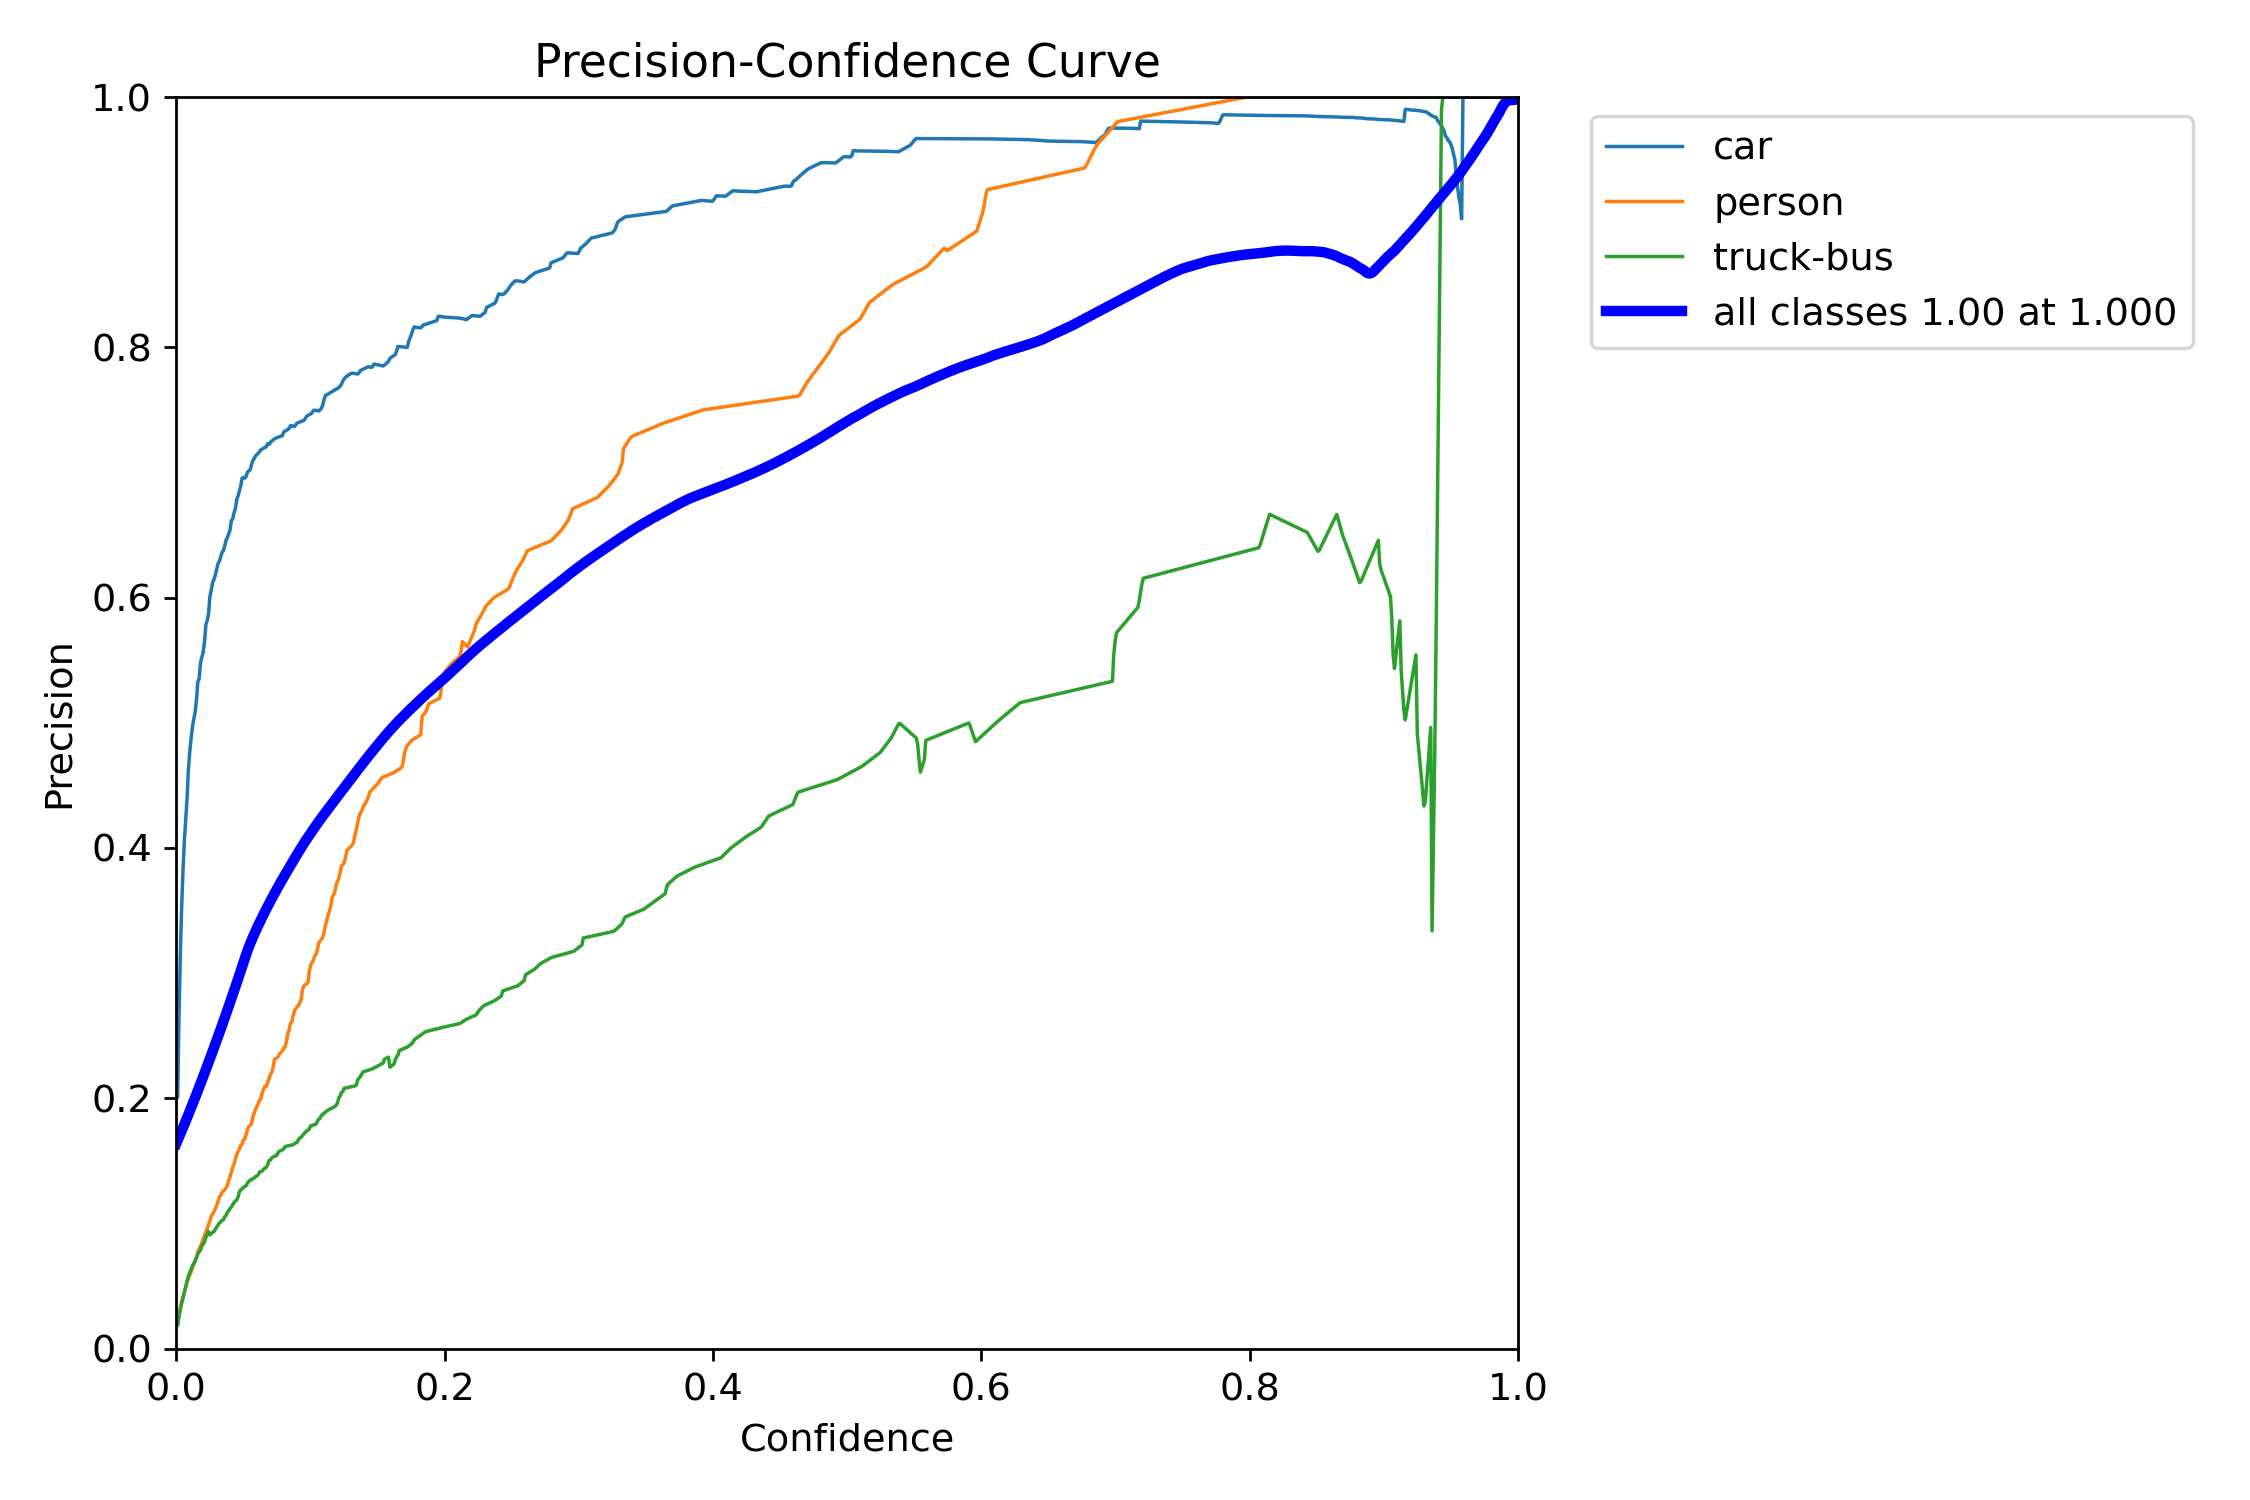 Precision-Confidence Curve
1.0
0.8
0.6
0.4
0.2
0.0
Precision
0.0 0.2 0.4 0.6 0.8 1.0
Confidence
car
person
truck-bus
all classes 1.00 at 1.000